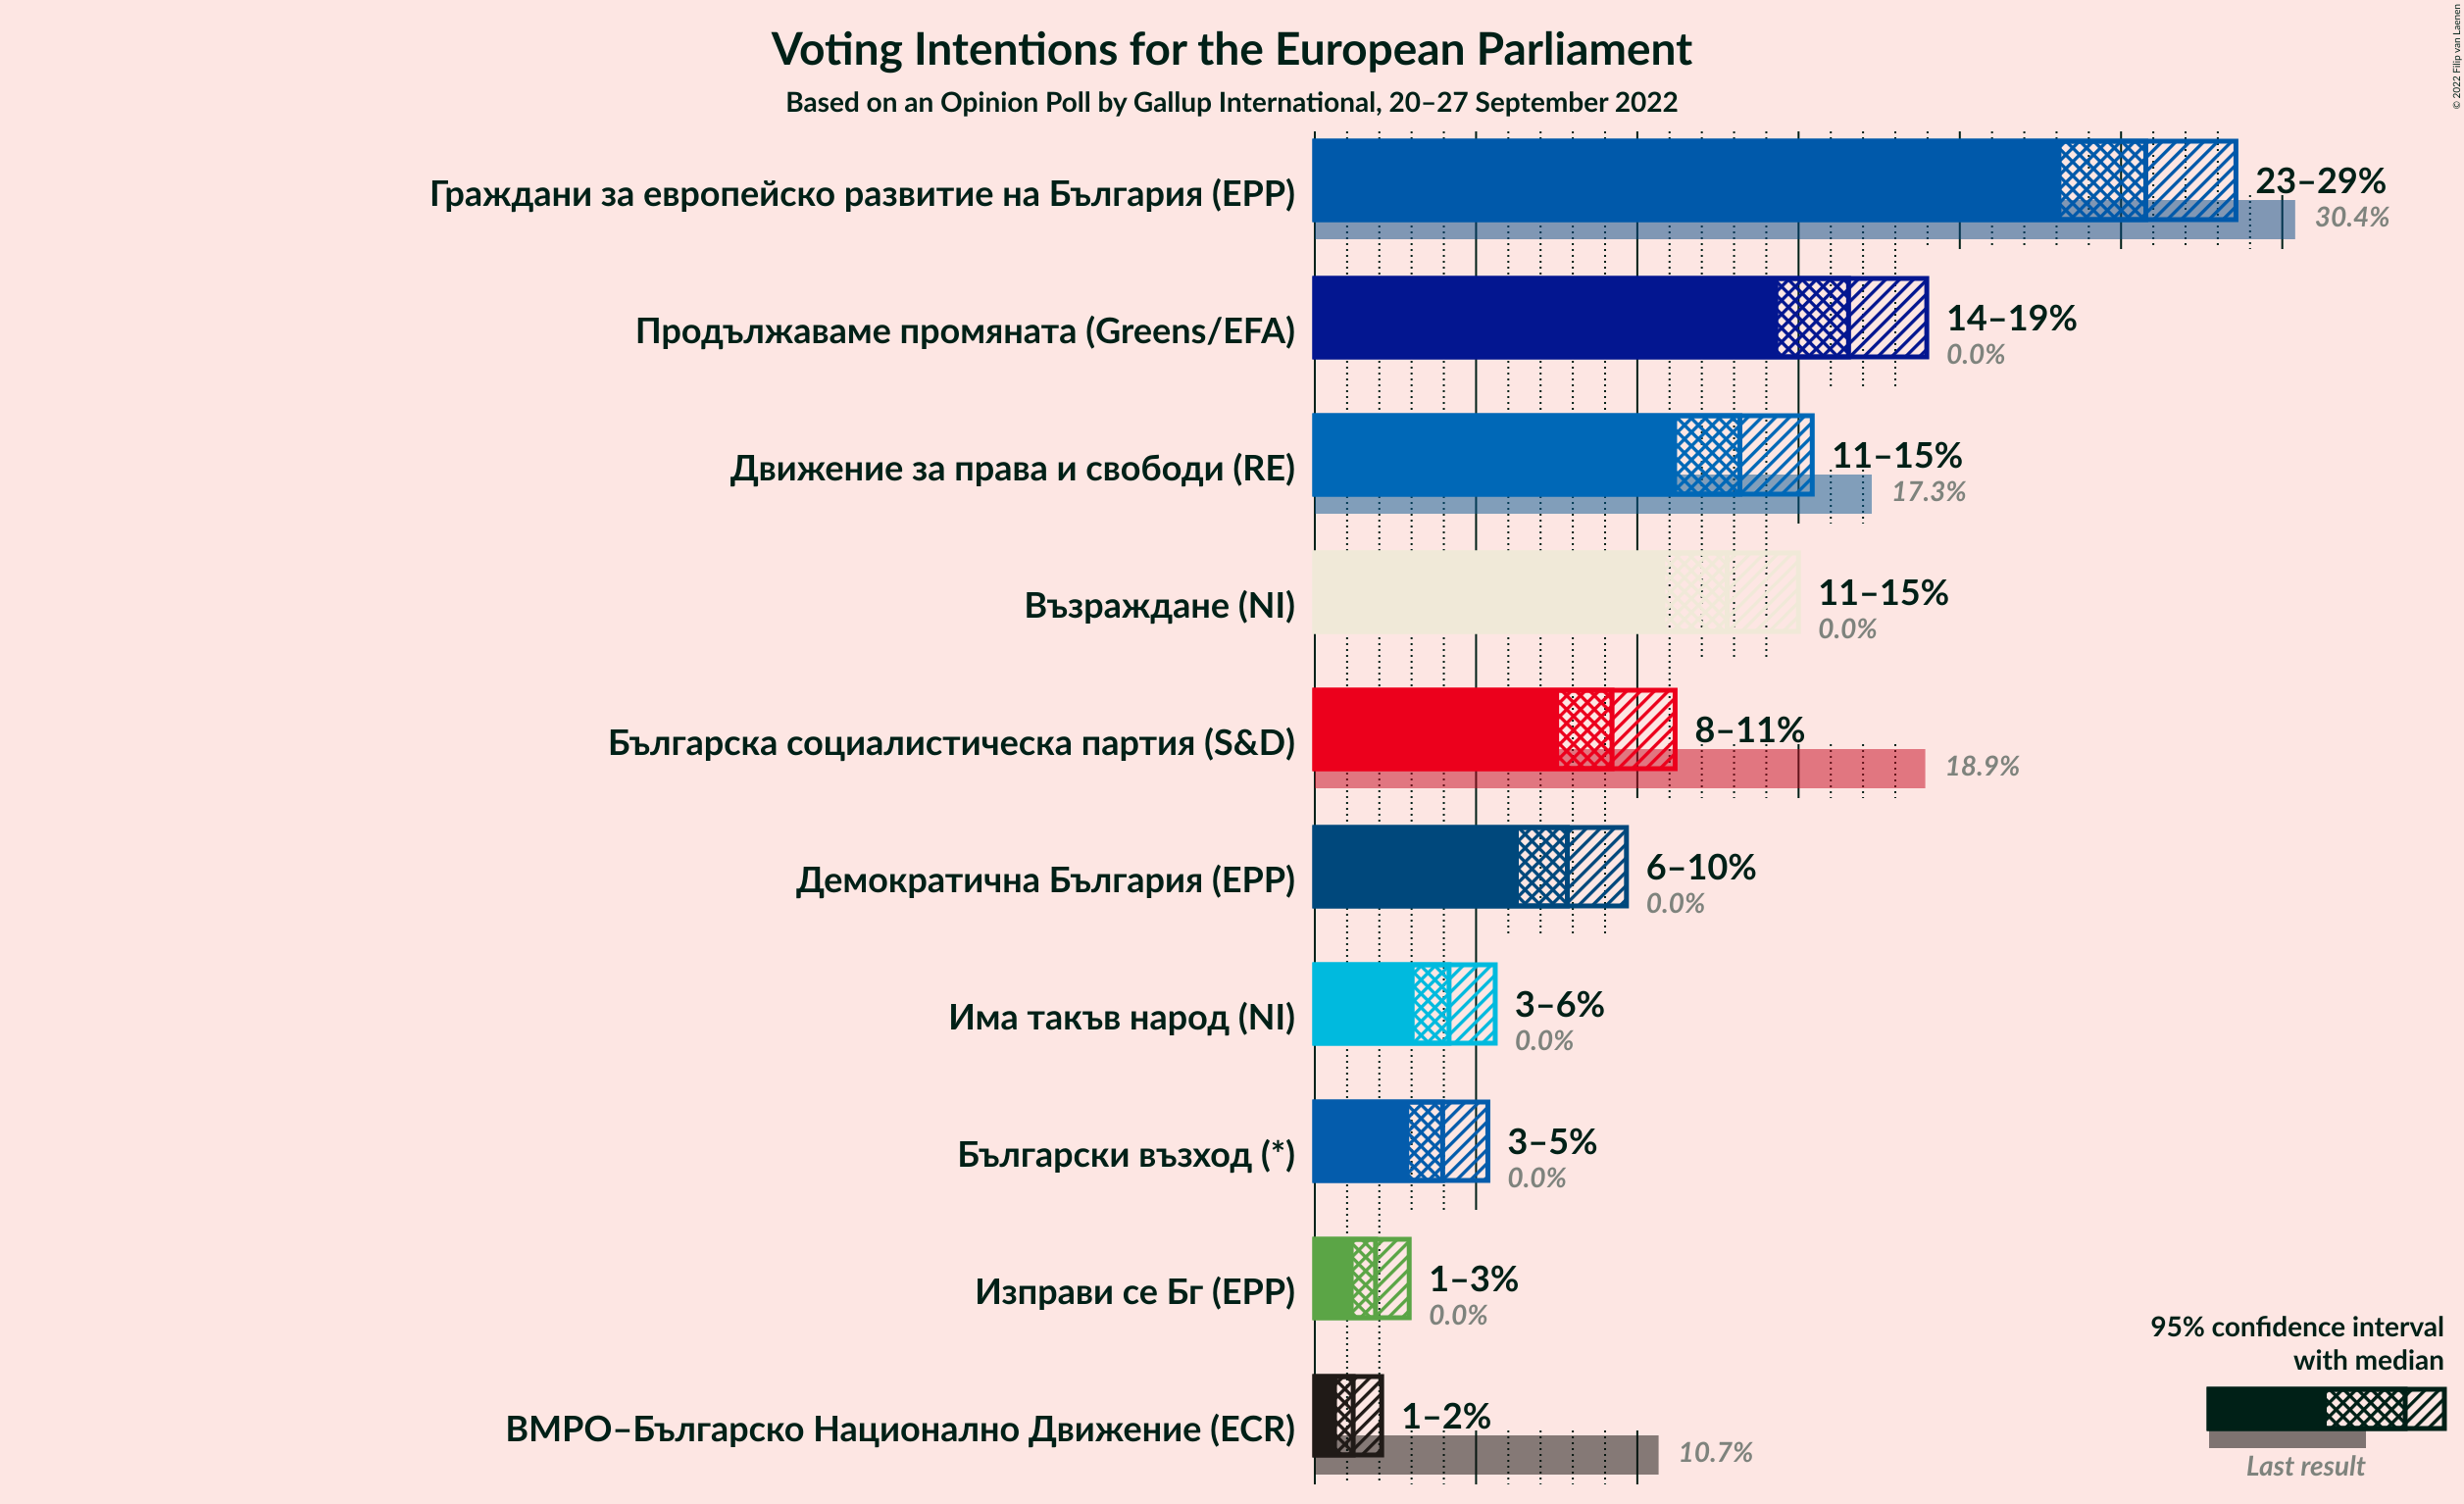 Voting Intentions for the European Parliament
Based on an Opinion Poll by Gallup International, 20–27 September 2022
© 2022 Filip van Laenen
Граждани за европейско развитие на България (EPP)
23–29%
30.4%
Продължаваме промяната (Greens/EFA)
14–19%
0.0%
Движение за права и свободи (RE)
11–15%
17.3%
Възраждане (NI)
11–15%
0.0%
Българска социалистическа партия (S&D)
8–11%
18.9%
Демократична България (EPP)
6–10%
0.0%
Има такъв народ (NI)
3–6%
0.0%
Български възход (*)
3–5%
0.0%
Изправи се Бг (EPP)
1–3%
0.0%
ВМРО–Българско Национално Движение (ECR)
1–2%
10.7%
95% confidence interval
with median
Last result